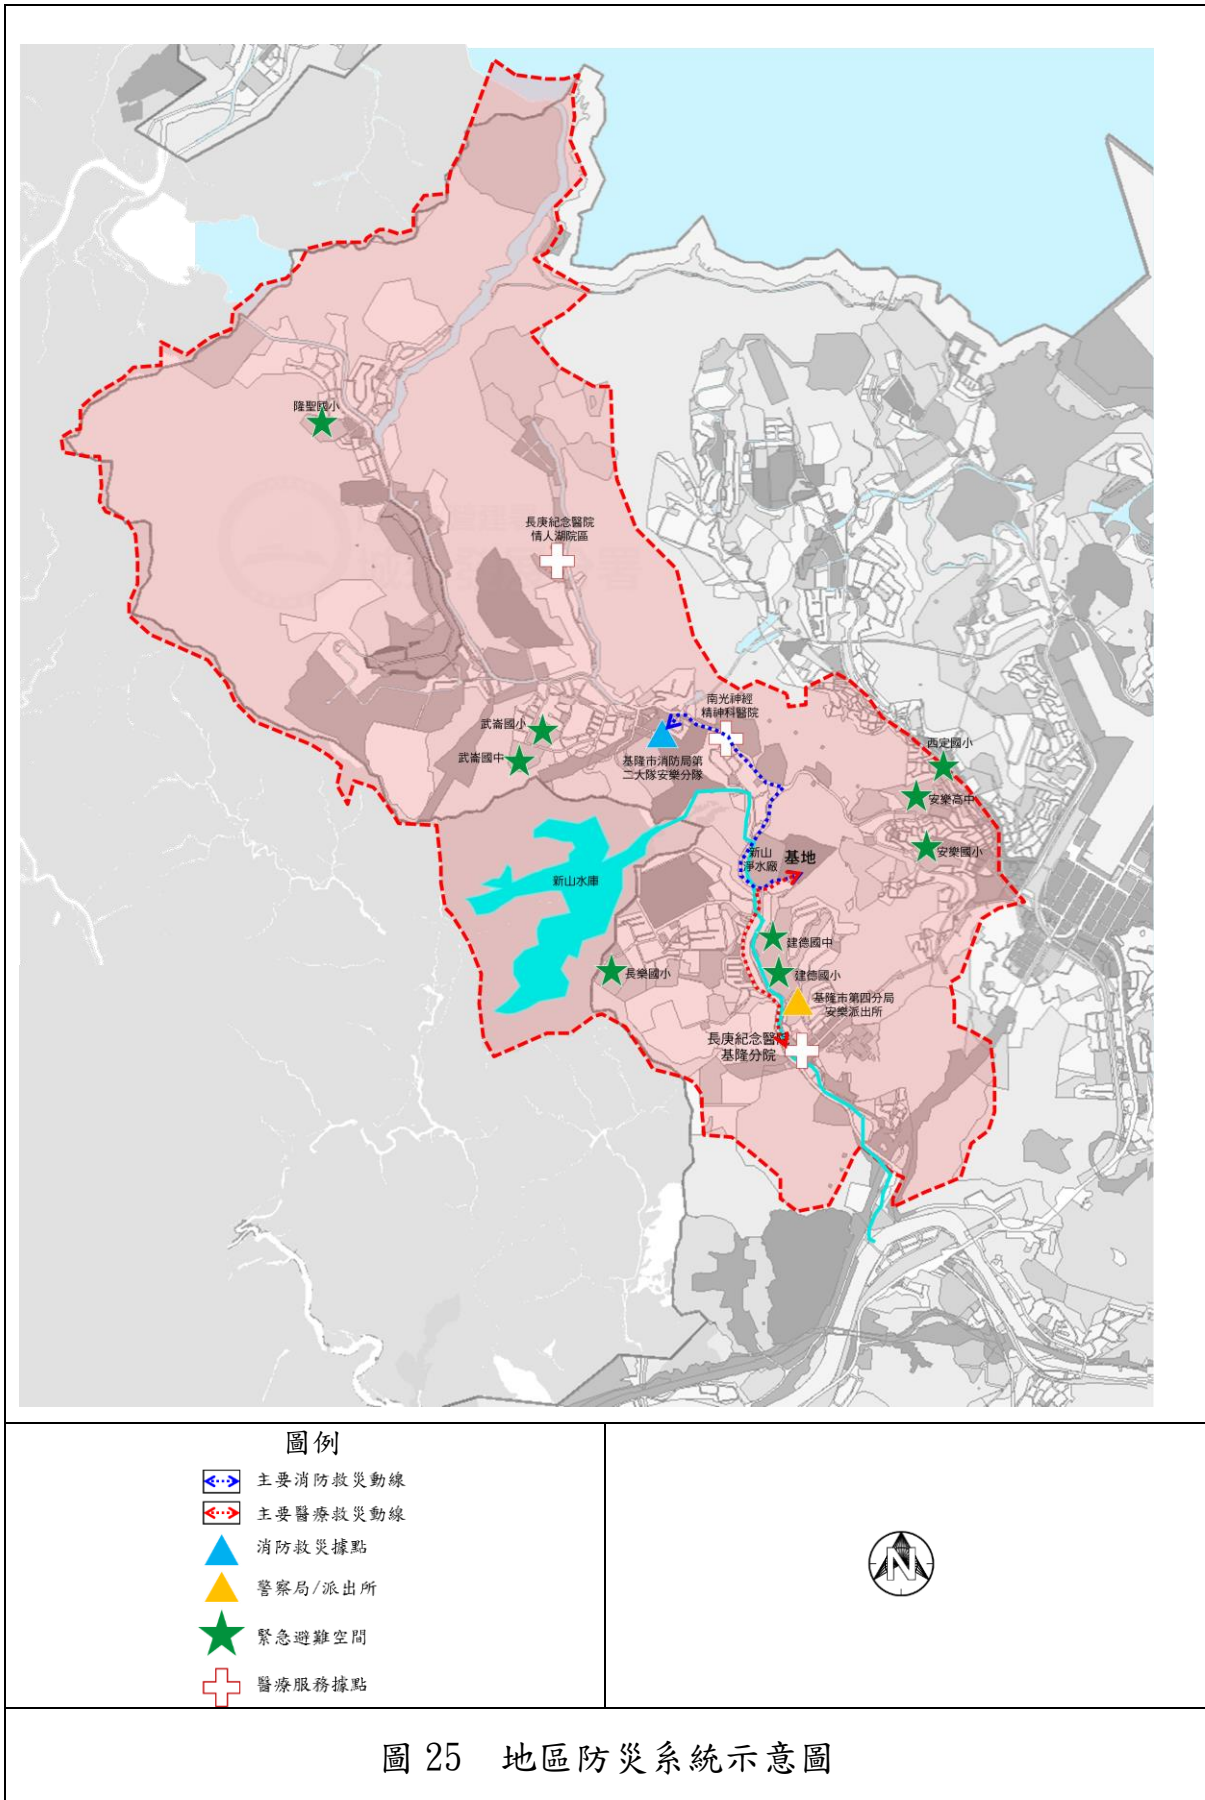 隆聖國小
長庚紀念醫院
情人湖院區
南光神經
精神科醫院
武崙國小
武崙國中
基隆市消防局第
二大隊安樂分隊
西定國小
安樂高中
安樂國小
新山
淨水廠
基地
新山水庫
建德國中
長樂國小
建德國小
基隆市第四分局
安樂派出所
長庚紀念醫院
基隆分院
圖例
主要消防救災動線
主要醫療救災動線
消防救災據點
警察局/派出所
緊急避難空間
醫療服務據點
N
圖 25 地區防災系統示意圖